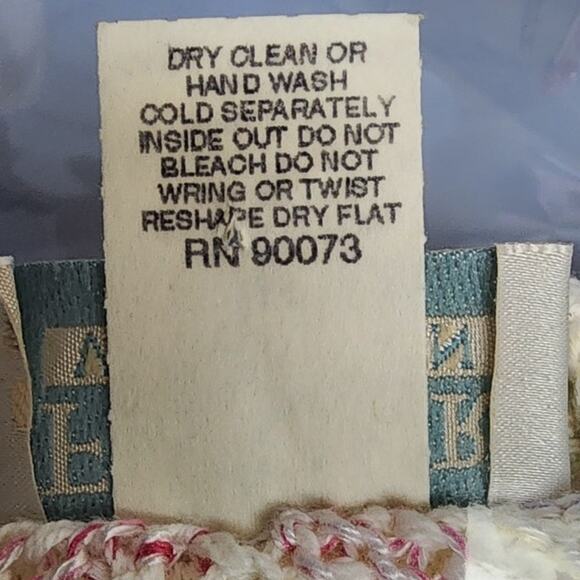 DRY CLEAN OR
HAND WASH
COLD SEPARATELY
INSIDE OUT DO NOT
BLEACH DO NOT
WRING OR TWIST
RESHAPE DRY FLAT
RN 90073